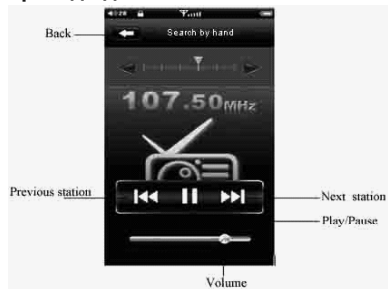 Back
Search by hand
107.50MHz
Previous station
Next station
Play/Pause
Volume